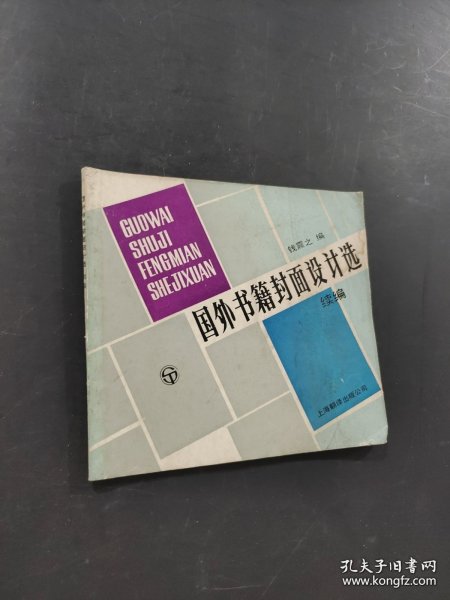 GUOWAI
SHUJI
FENGMIAN
SHEJIXUAN
钱震之 编
国外书籍封面设计选
续编
上海翻译出版公司
孔夫子旧书网
www.kongfz.com